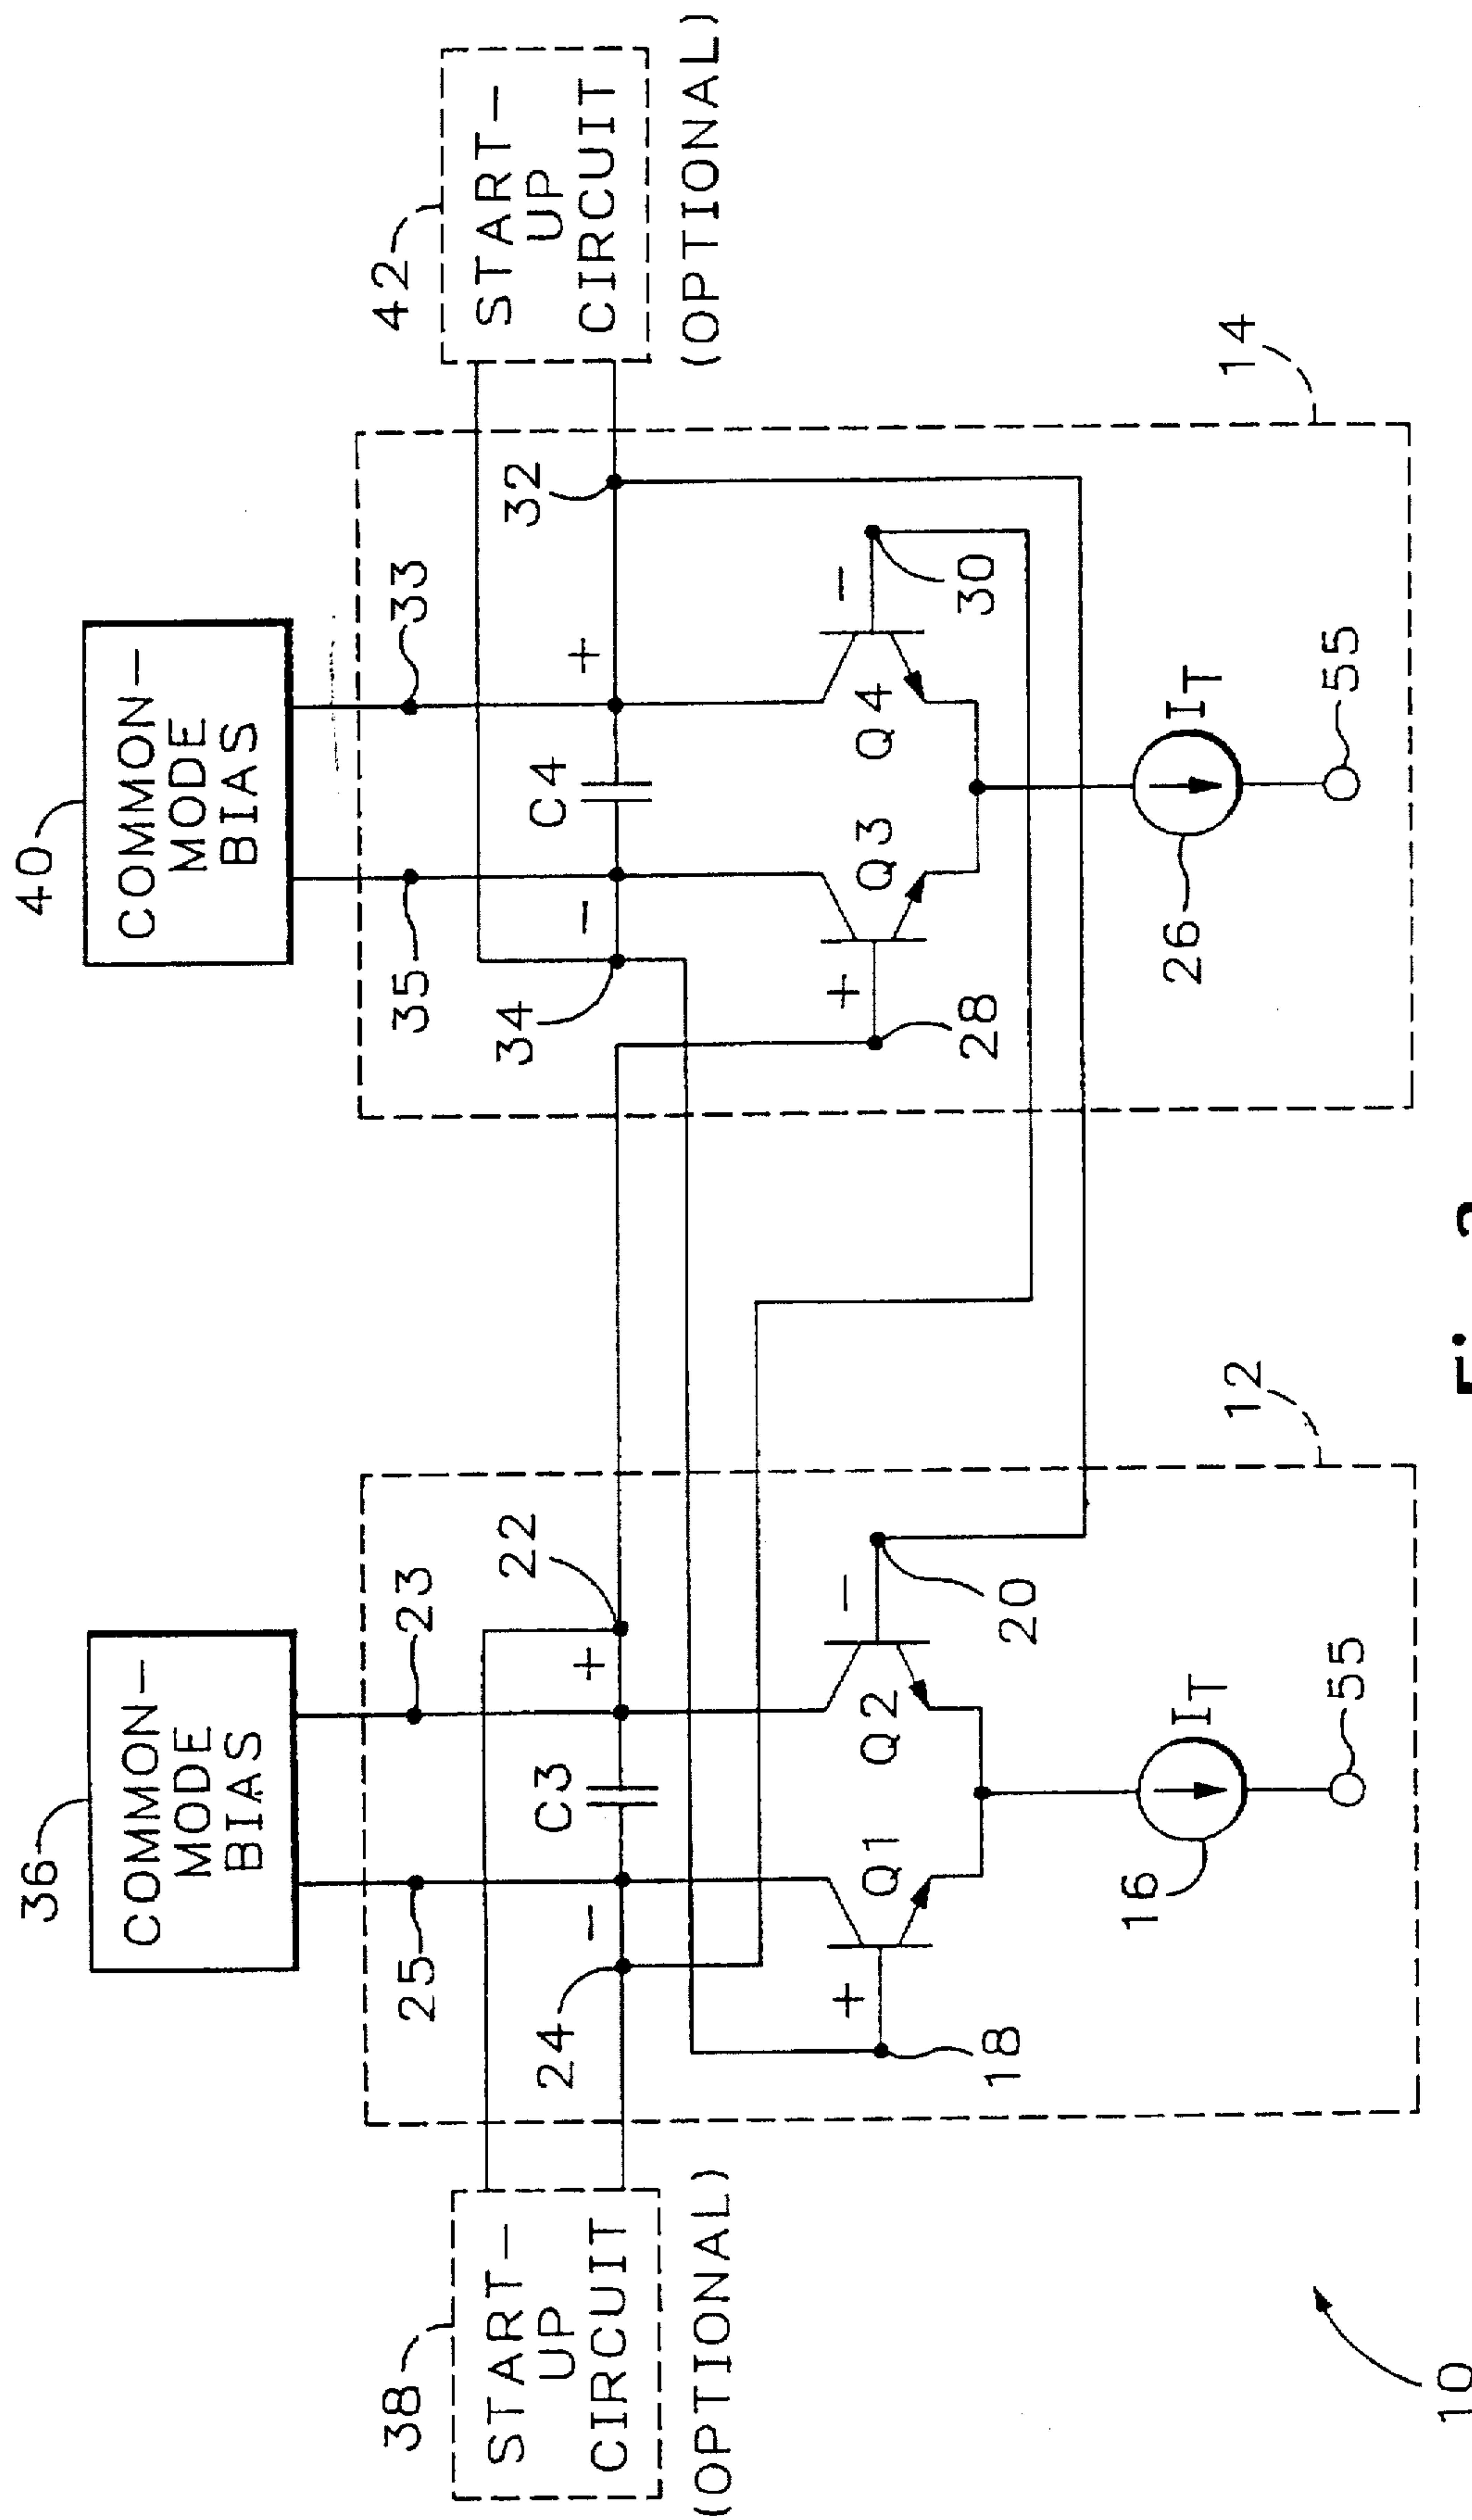 36
COMMON-
MODE
BIAS
40
COMMON-
MODE
BIAS
25
23
35
33
38
START-
UP
CIRCUIT
(OPTIONAL)
42
START-
UP
CIRCUIT
(OPTIONAL)
24
-
C3
+
22
34
-
C4
+
32
+
Q1
Q2
-
+
Q3
Q4
-
18
20
28
30
16
IT
26
IT
55
12
55
14
10